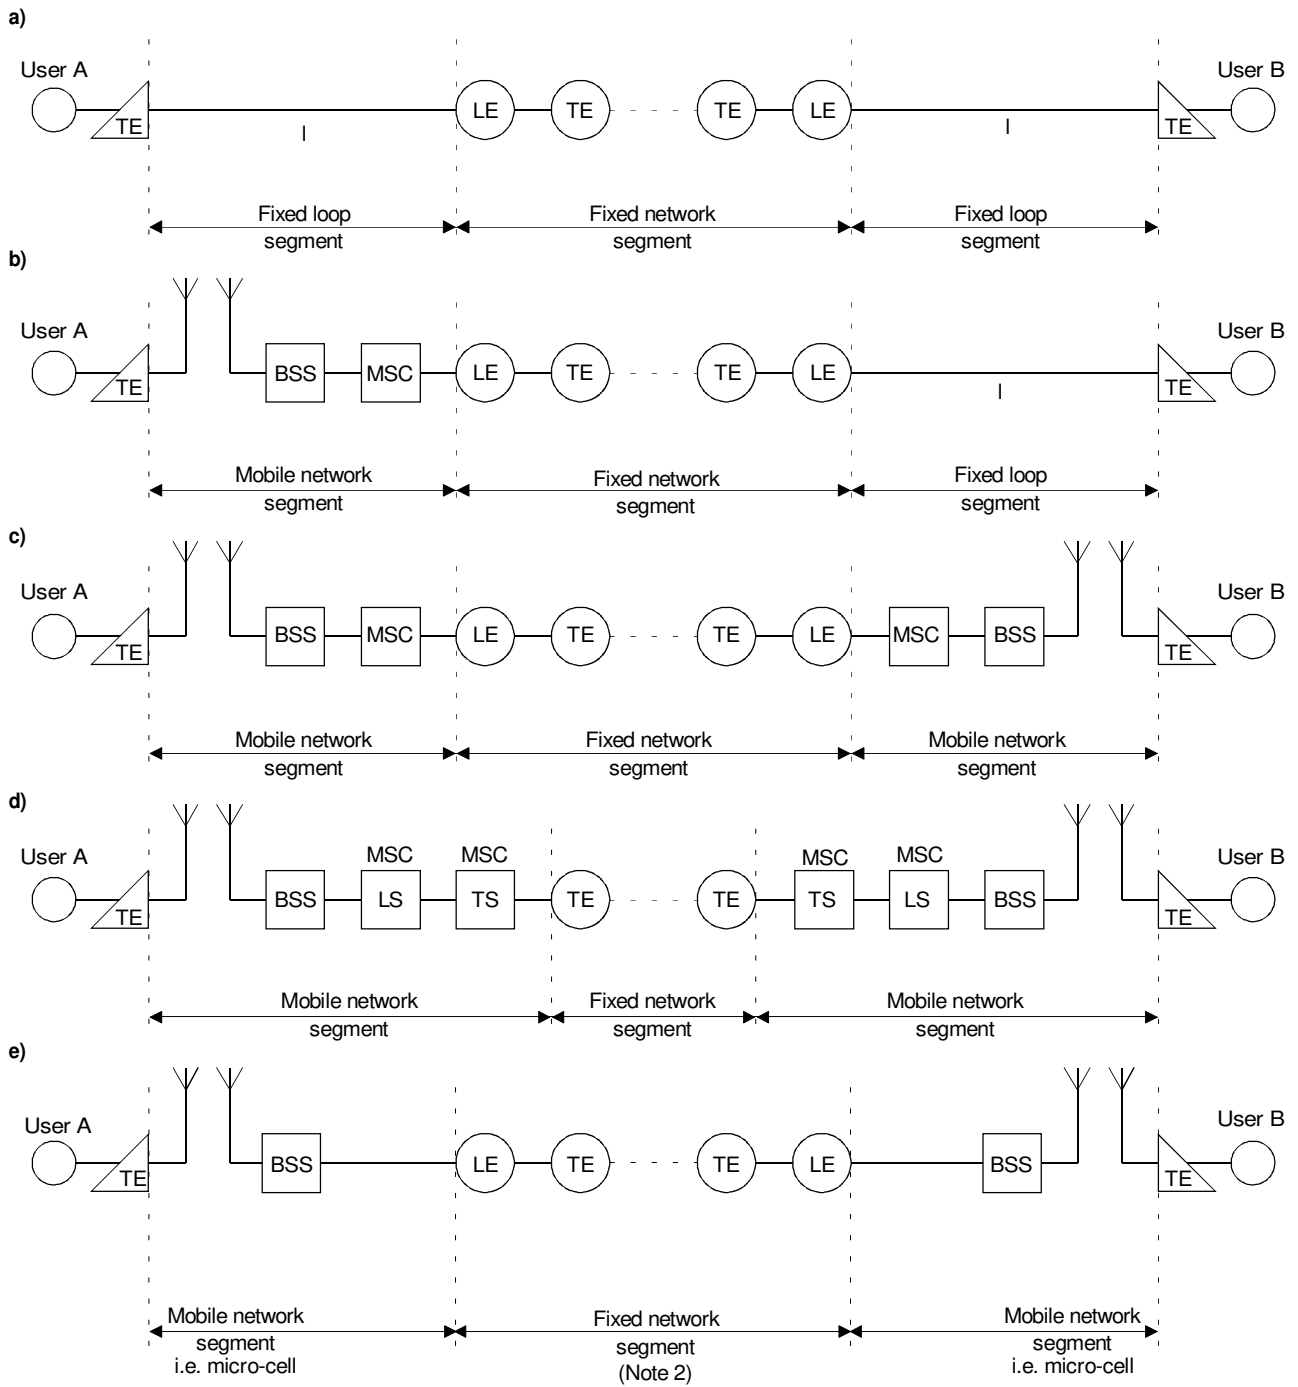 a)
User A
User B
TE
LE
TE
TE
LE
TE
l
l
Fixed loop
segment
Fixed network
segment
Fixed loop
segment
b)
User A
User B
TE
BSS
MSC
LE
TE
TE
LE
TE
l
Mobile network
segment
Fixed network
segment
Fixed loop
segment
c)
User A
User B
TE
BSS
MSC
LE
TE
TE
LE
MSC
BSS
TE
Mobile network
segment
Fixed network
segment
Mobile network
segment
d)
User A
User B
MSC
MSC
MSC
MSC
TE
BSS
LS
TS
TE
TE
TS
LS
BSS
TE
Mobile network
segment
Fixed network
segment
Mobile network
segment
e)
User A
User B
TE
BSS
LE
TE
TE
LE
BSS
TE
Mobile network
segment
i.e. micro-cell
Fixed network
segment
(Note 2)
Mobile network
segment
i.e. micro-cell